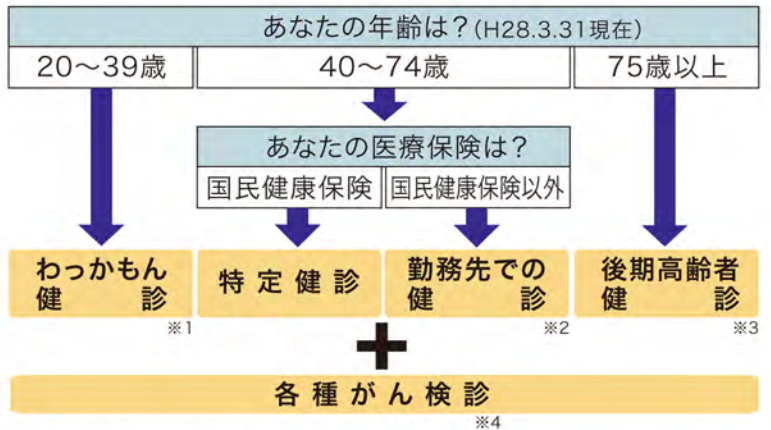 あなたの年齢は？(H28.3.31現在)
20～39歳
40～74歳
75歳以上
あなたの医療保険は？
国民健康保険
国民健康保険以外
わっかもん
健診
※1
特定健診
勤務先での
健診
※2
後期高齢者
健診
※3
+
各種がん検診
※4